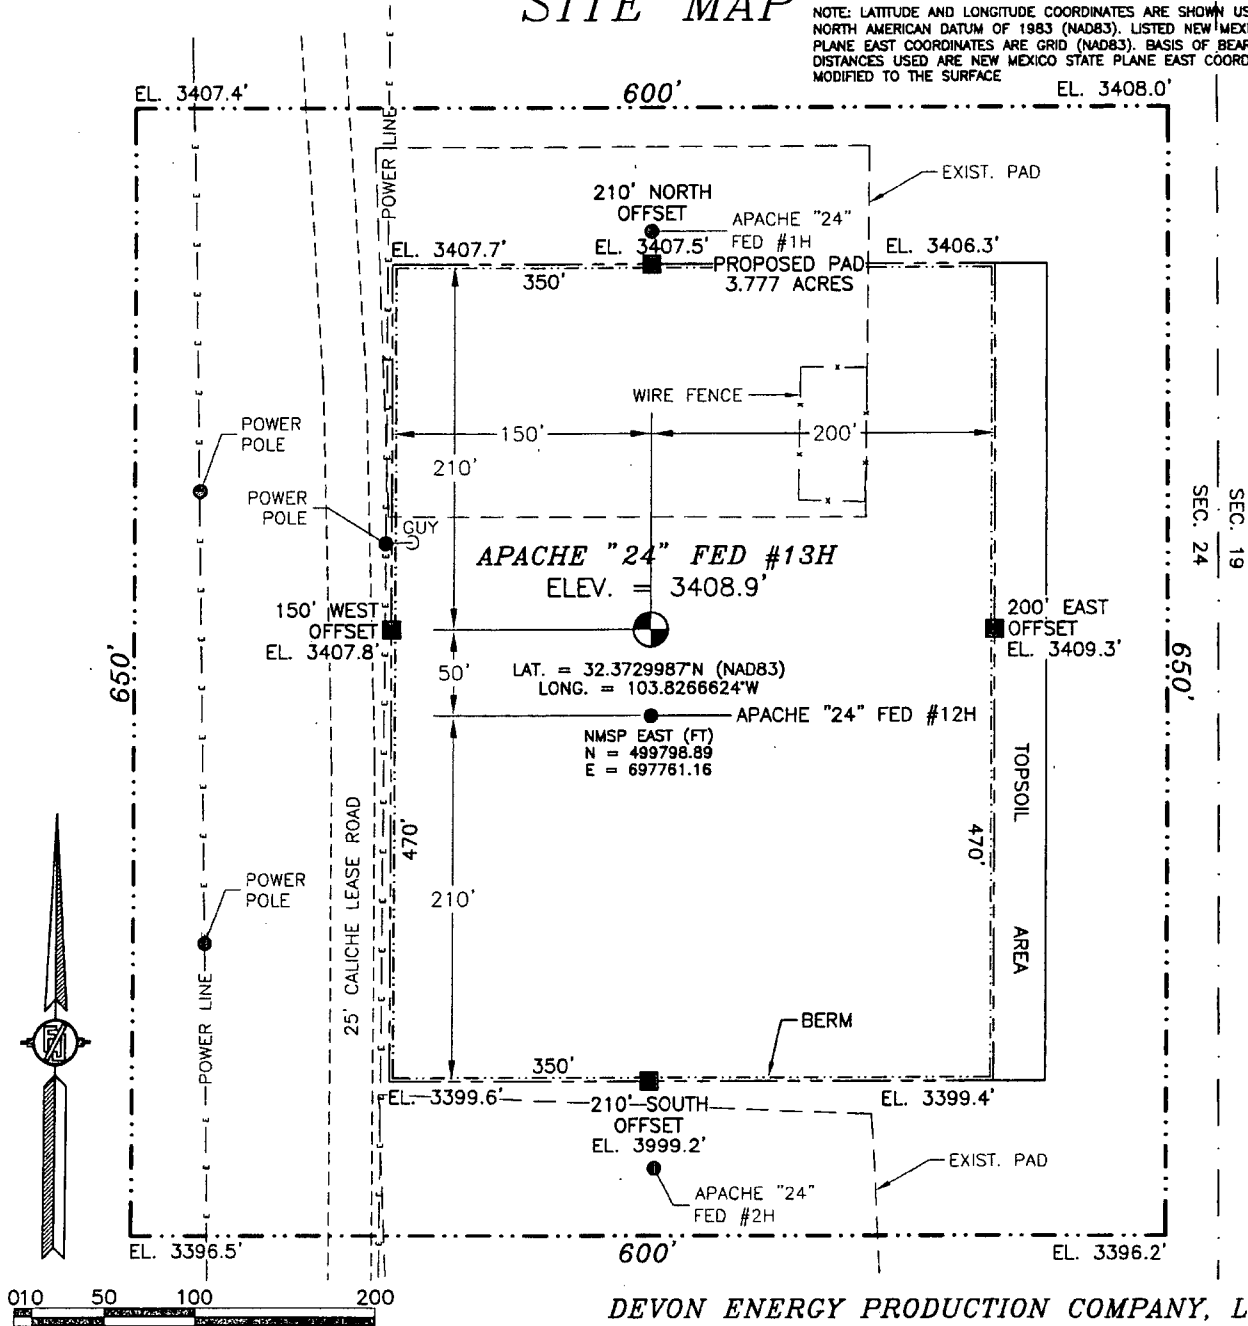 SITE MAP
NOTE: LATITUDE AND LONGITUDE COORDINATES ARE SHOWN US
NORTH AMERICAN DATUM OF 1983 (NAD83). LISTED NEW MEXI
PLANE EAST COORDINATES ARE GRID (NAD83). BASIS OF BEAR
DISTANCES USED ARE NEW MEXICO STATE PLANE EAST COORD
MODIFIED TO THE SURFACE
EL. 3407.4'
600'
EL. 3408.0'
POWER LINE
EXIST. PAD
210' NORTH
OFFSET
EL. 3407.5'
APACHE "24"
FED #1H
EL. 3407.7'
EL. 3406.3'
PROPOSED PAD
3.777 ACRES
350'
WIRE FENCE
POWER
POLE
150'
200'
210'
POWER
POLE
GUY
SEC. 19
SEC. 24
APACHE "24" FED #13H
ELEV. = 3408.9'
150' WEST
OFFSET
EL. 3407.8'
200' EAST
OFFSET
EL. 3409.3'
650'
650'
50'
LAT. = 32.3729987°N (NAD83)
LONG. = 103.8266624°W
APACHE "24" FED #12H
NMSP EAST (FT)
N = 499798.89
E = 697761.16
TOPSOIL AREA
470'
470'
25' CALICHE LEASE ROAD
POWER
POLE
210'
POWER LINE
BERM
350'
EL. 3399.6'
210' SOUTH
OFFSET
EL. 3999.2'
EL. 3399.4'
EXIST. PAD
APACHE "24"
FED #2H
EL. 3396.5'
600'
EL. 3396.2'
010 50 100 200
DEVON ENERGY PRODUCTION COMPANY, L